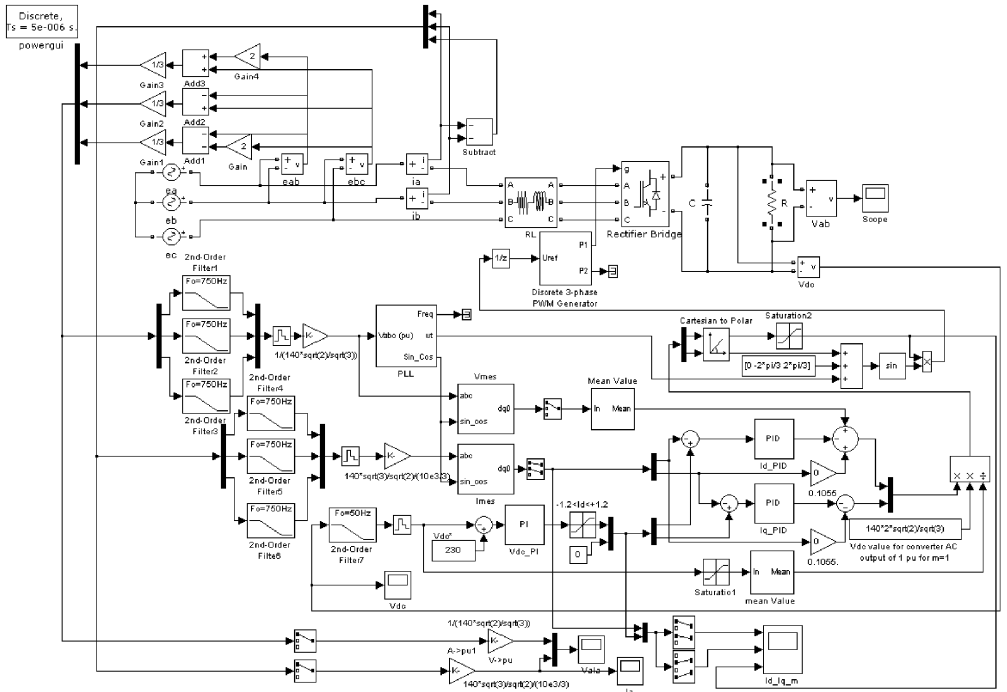 Discrete,
Ts = 5e-006 s.
powergui
1/3
Gain3
+
+
Add3
2
Gain4
1/3
Gain2
−
+
Add2
1/3
Gain1
−
−
Add1
2
Gain
+
-
v
eab
+
-
v
ebc
+
i
-
ia
+
i
-
ib
−
−
Subtract
ea
eb
ec
A
B
C
A
B
C
RL
g
A
B
C
+
-
Rectifier Bridge
C
R
+
-
v
Vab
Scope
+
-
v
Vdc
1/z
Uref
P1
P2
Discrete 3-phase
PWM Generator
2nd-Order
Filter1
Fo=750Hz
Fo=750Hz
2nd-Order
Filter2
Fo=750Hz
2nd-Order
Filter3
K-
1/(140*sqrt(2)/sqrt(3))
Vabc (pu)
Freq
wt
Sin_Cos
PLL
Cartesian to Polar
Saturation2
[0 -2*pi/3 2*pi/3]
+
+
+
sin
×
2nd-Order
Filter4
Fo=750Hz
Fo=750Hz
2nd-Order
Filter5
Fo=750Hz
2nd-Order
Filte6
K-
140*sqrt(3)/sqrt(2)/(10e3/3)
Vmes
abc
sin_cos
dq0
abc
sin_cos
dq0
Imes
Mean Value
In
Mean
PID
Id_PID
0
0.1055
PID
Iq_PID
0
0.1055.
× × ÷
140*2*sqrt(2)/sqrt(3)
Vdc value for converter AC
output of 1 pu for m=1
Fo=50Hz
2nd-Order
Filter7
Vdc*
230
PI
Vdc_PI
-1.2<Id<+1.2
0
Saturatio1
In
Mean
mean Value
Vdc
1/(140*sqrt(2)/sqrt(3))
K-
V->pu
A->pu1
K-
140*sqrt(3)/sqrt(2)/(10e3/3)
VaIa
Id_Iq_m